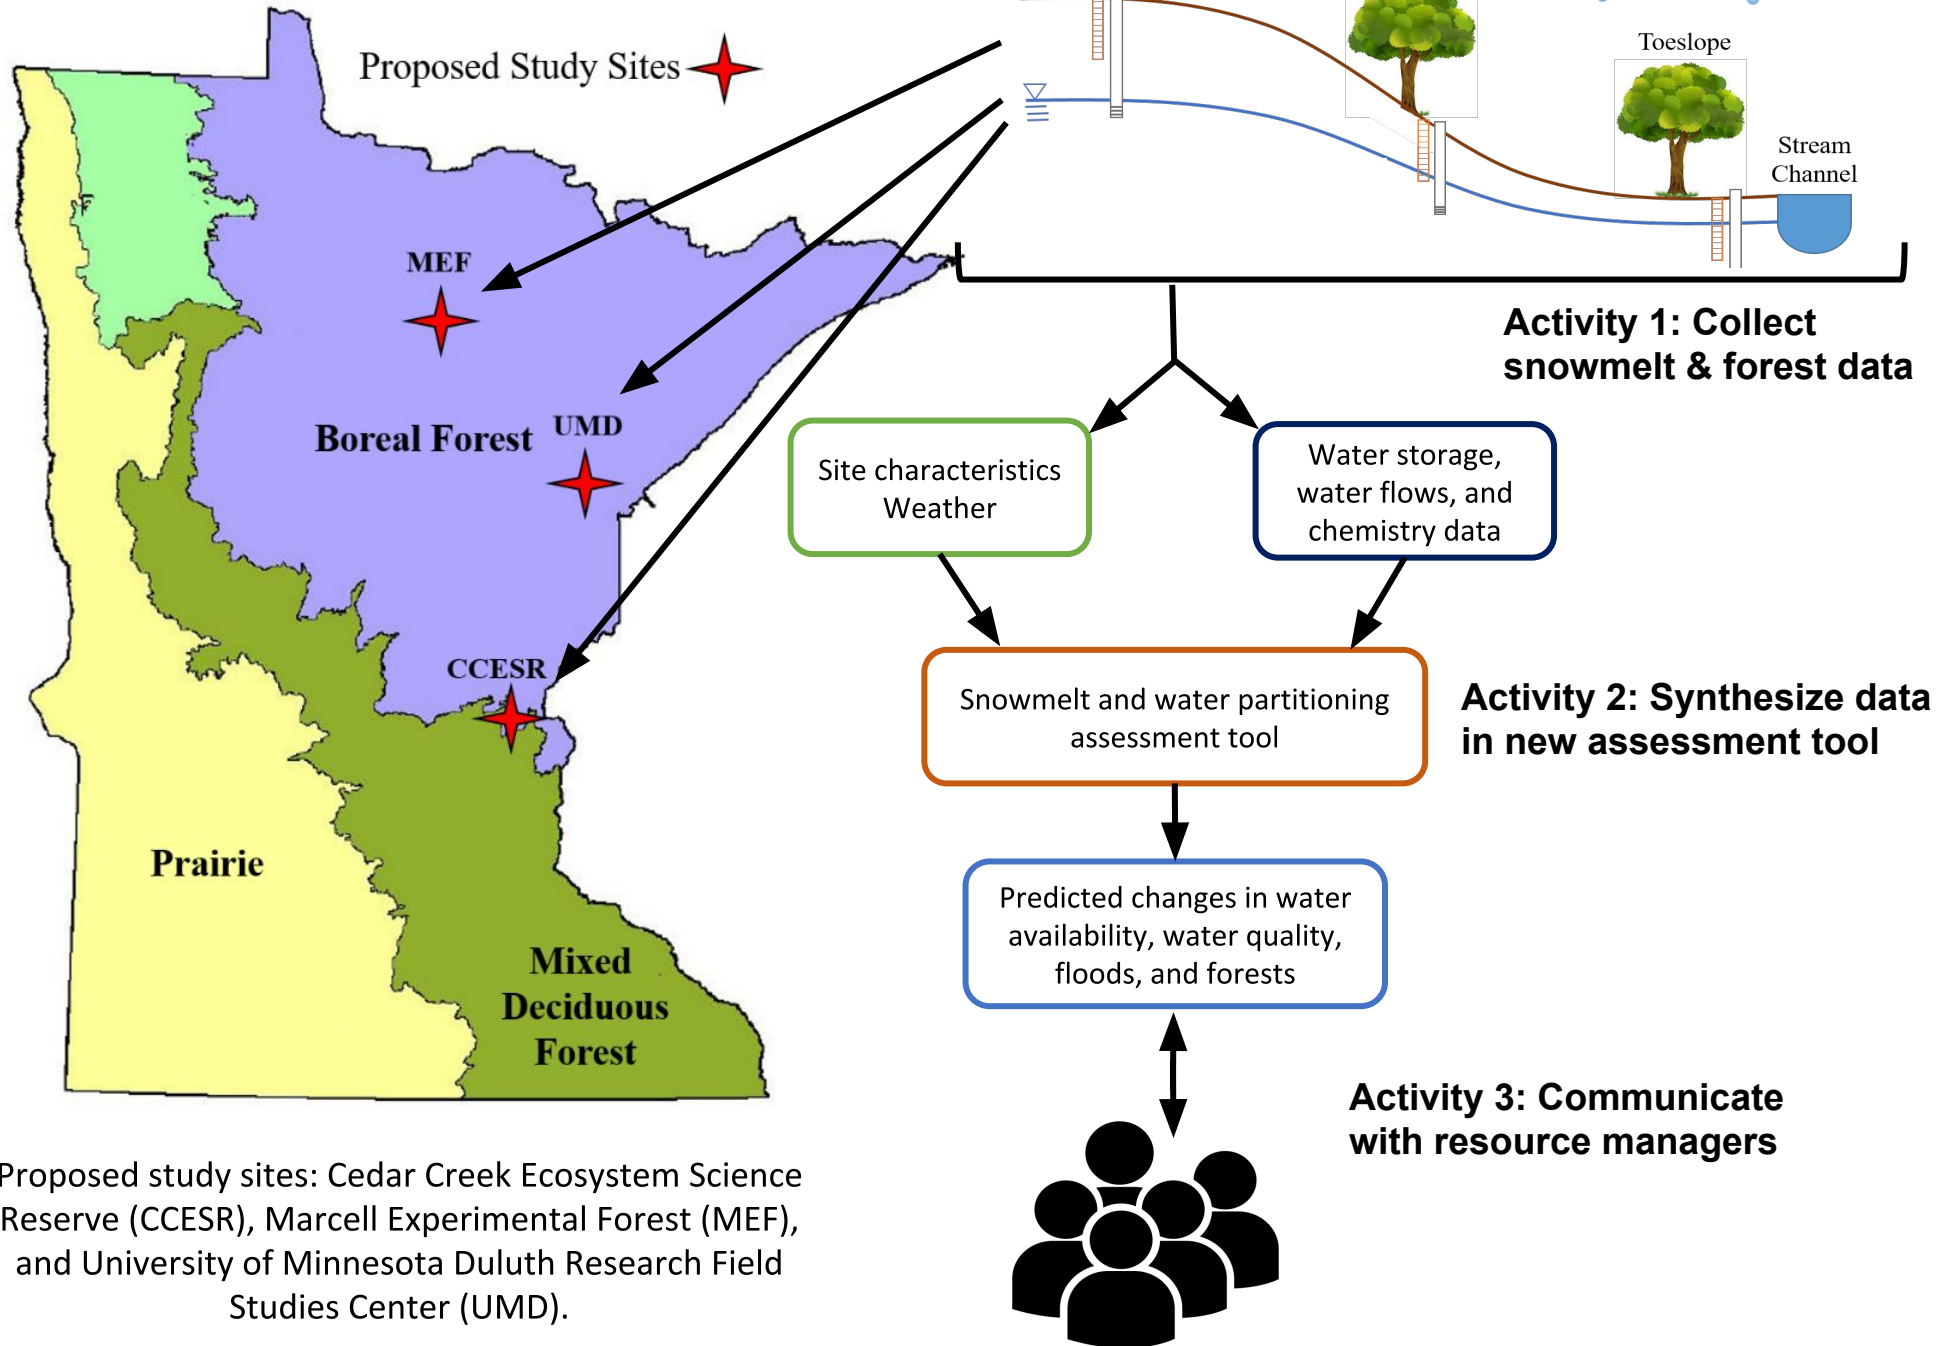 Proposed Study Sites
Toeslope
Stream
Channel
MEF
Boreal Forest
UMD
CCESR
Prairie
Mixed
Deciduous
Forest
Activity 1: Collect
snowmelt & forest data
Site characteristics
Weather
Water storage,
water flows, and
chemistry data
Snowmelt and water partitioning
assessment tool
Activity 2: Synthesize data
in new assessment tool
Predicted changes in water
availability, water quality,
floods, and forests
Activity 3: Communicate
with resource managers
Proposed study sites: Cedar Creek Ecosystem Science
Reserve (CCESR), Marcell Experimental Forest (MEF),
and University of Minnesota Duluth Research Field
Studies Center (UMD).